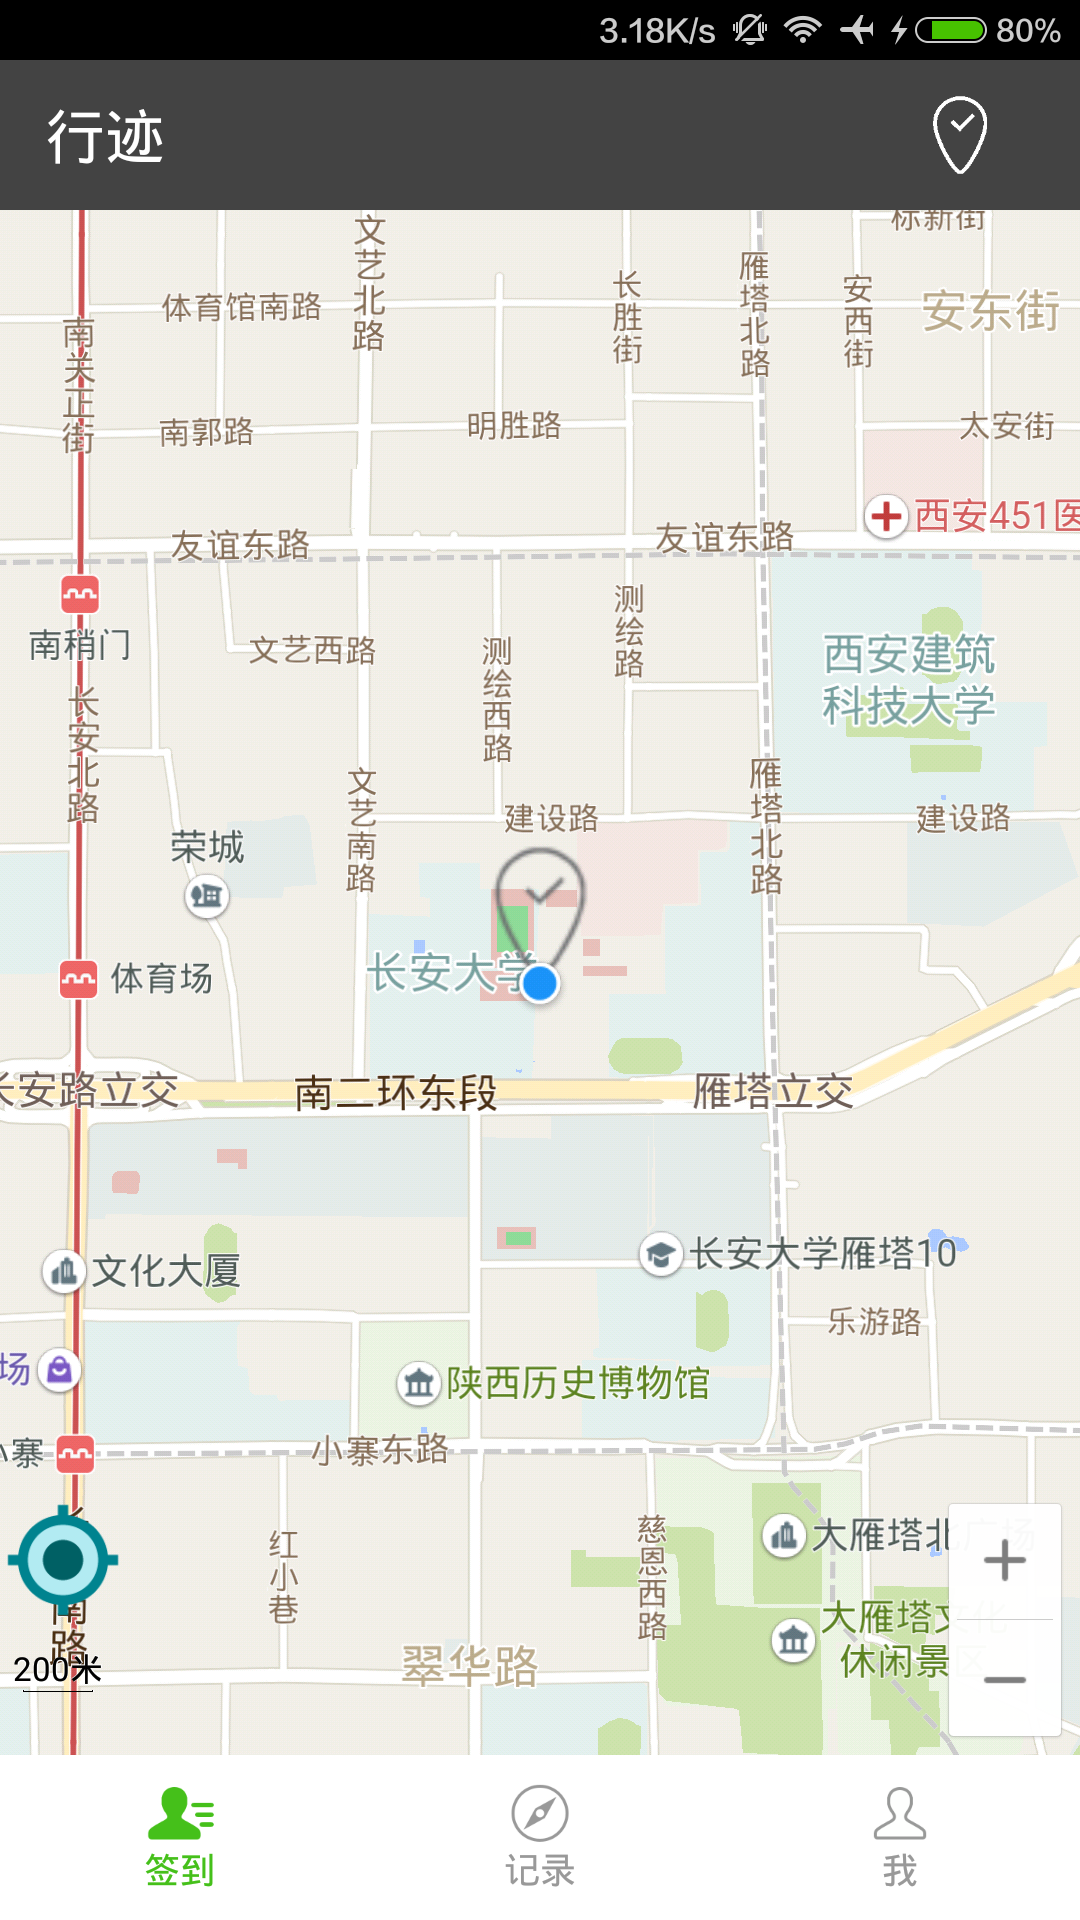 3.18K/s 80%
行迹
标新街
文艺北路
体育馆南路
长胜街
雁塔北路
安西街
安东街
南关正街
南郭路
明胜路
太安街
西安451医
友谊东路
友谊东路
南稍门
文艺西路
测绘西路
测绘路
西安建筑
科技大学
长安北路
文艺南路
建设路
雁塔北路
建设路
荣城
体育场
长安大学
长安路立交
南二环东段
雁塔立交
文化大厦
长安大学雁塔10
乐游路
场
陕西历史博物馆
小寨
小寨东路
红小巷
慈恩西路
大雁塔北广场
大雁塔文化
休闲景区
南路
翠华路
200米
签到
记录
我